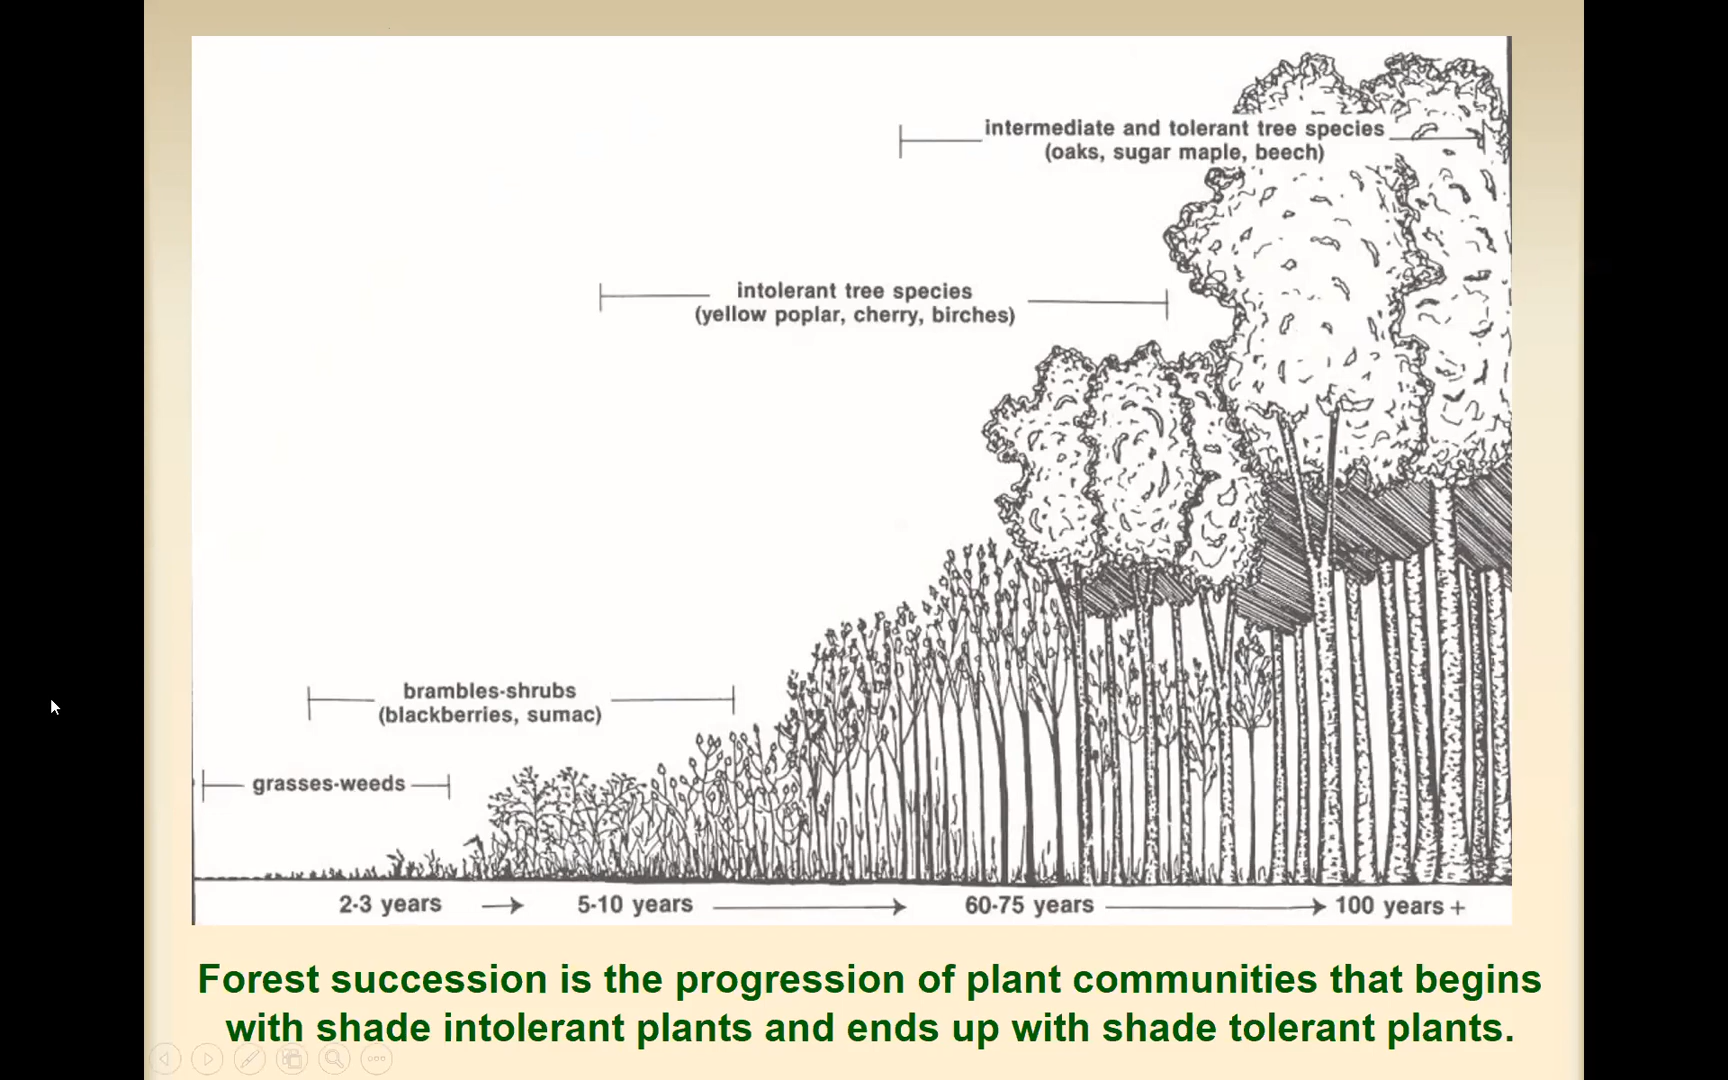 intermediate and tolerant tree species
(oaks, sugar maple, beech)
intolerant tree species
(yellow poplar, cherry, birches)
brambles-shrubs
(blackberries, sumac)
grasses-weeds
2-3 years
5-10 years
60-75 years
100 years +
Forest succession is the progression of plant communities that begins
with shade intolerant plants and ends up with shade tolerant plants.